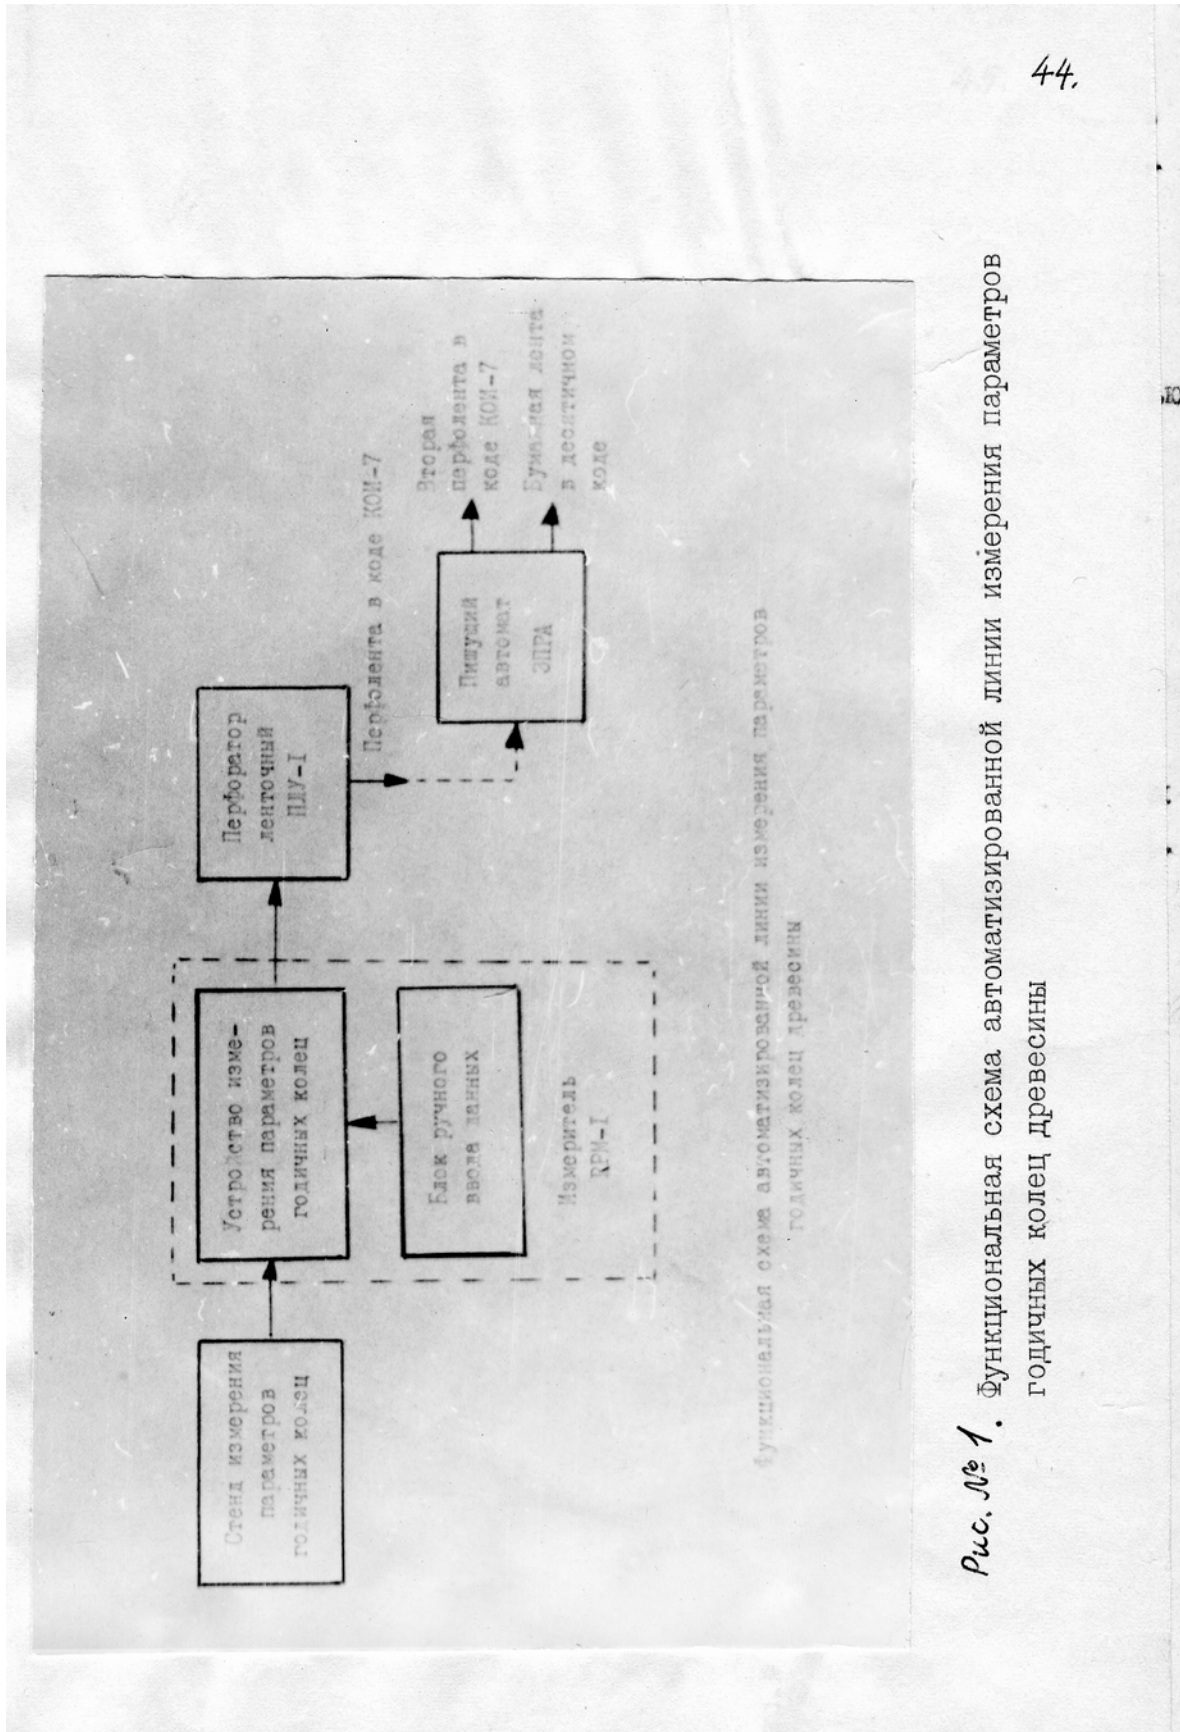 44.
Стенд измерения
параметров
годичных колец
Устройство изме-
рения параметров
годичных колец
Блок ручного
ввода данных
Измеритель
RPM-I
Перфоратор
ленточный
ПЛУ-I
Перфолента в коде КОИ-7
Пишущий
автомат
ЭПРА
Вторая
перфолента в
коде КОИ-7
Бумажная лента
в десятичном
коде
Функциональная схема автоматизированной линии измерения параметров
годичных колец древесины
Рис. № 1. Функциональная схема автоматизированной линии измерения параметров
годичных колец древесины